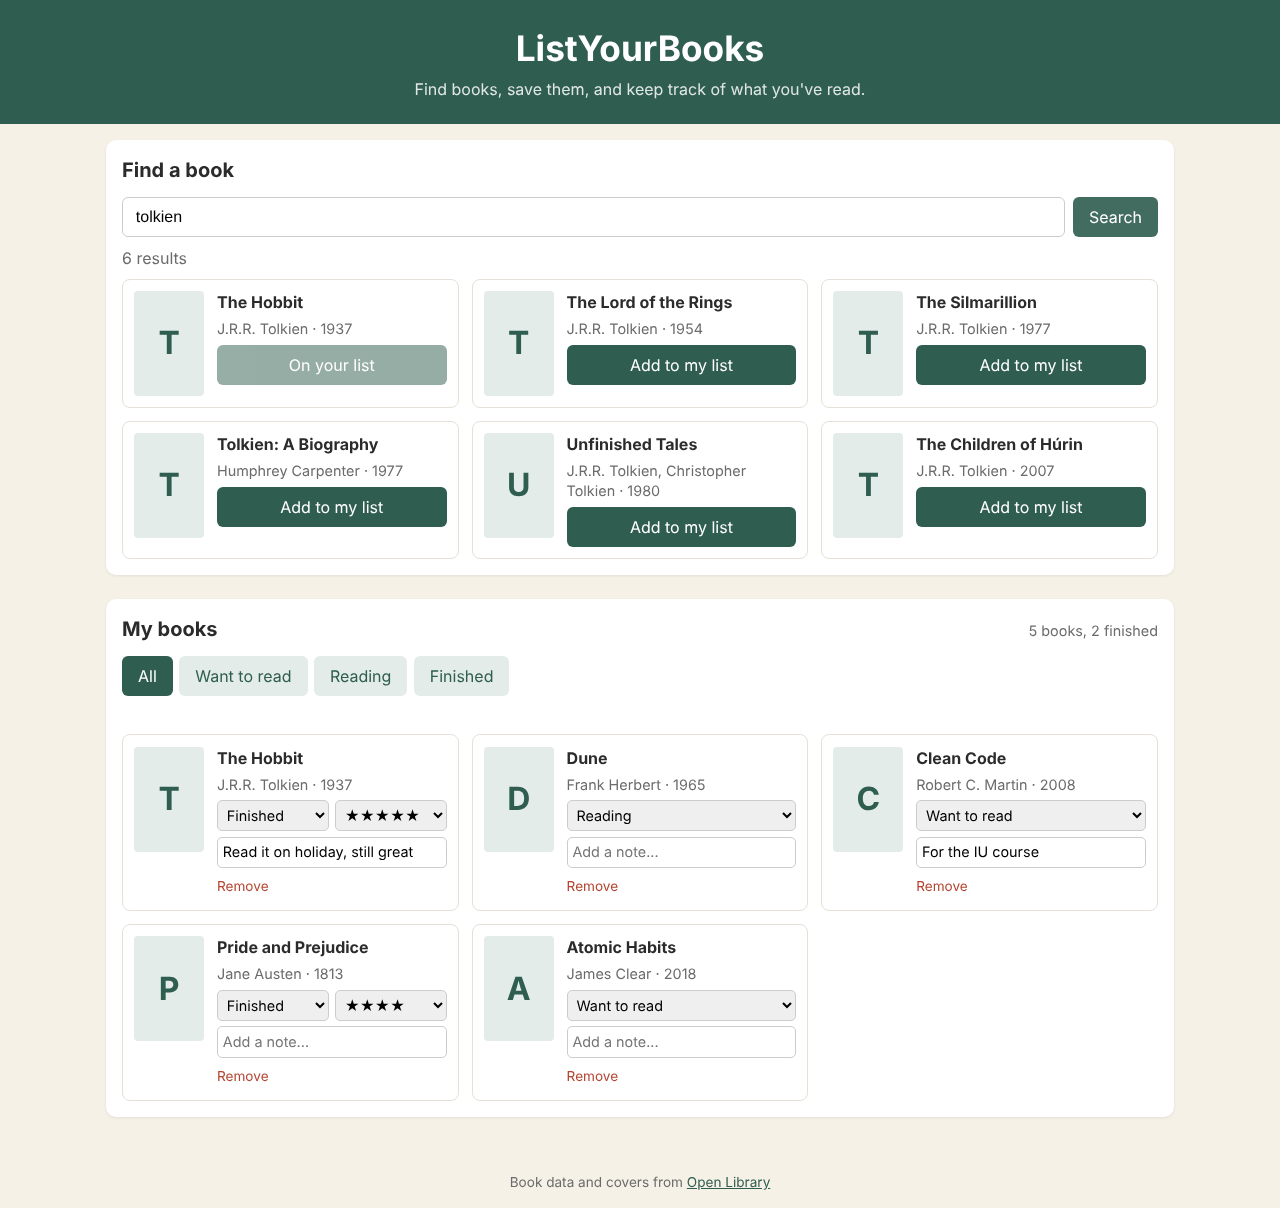 ListYourBooks
Find books, save them, and keep track of what you've read.
Find a book
tolkien
Search
6 results
T
The Hobbit
J.R.R. Tolkien · 1937
On your list
T
The Lord of the Rings
J.R.R. Tolkien · 1954
Add to my list
T
The Silmarillion
J.R.R. Tolkien · 1977
Add to my list
T
Tolkien: A Biography
Humphrey Carpenter · 1977
Add to my list
U
Unfinished Tales
J.R.R. Tolkien, Christopher
Tolkien · 1980
Add to my list
T
The Children of Húrin
J.R.R. Tolkien · 2007
Add to my list
My books
5 books, 2 finished
All
Want to read
Reading
Finished
T
The Hobbit
J.R.R. Tolkien · 1937
Finished
★★★★★
Read it on holiday, still great
Remove
D
Dune
Frank Herbert · 1965
Reading
Add a note...
Remove
C
Clean Code
Robert C. Martin · 2008
Want to read
For the IU course
Remove
P
Pride and Prejudice
Jane Austen · 1813
Finished
★★★★
Add a note...
Remove
A
Atomic Habits
James Clear · 2018
Want to read
Add a note...
Remove
Book data and covers from Open Library